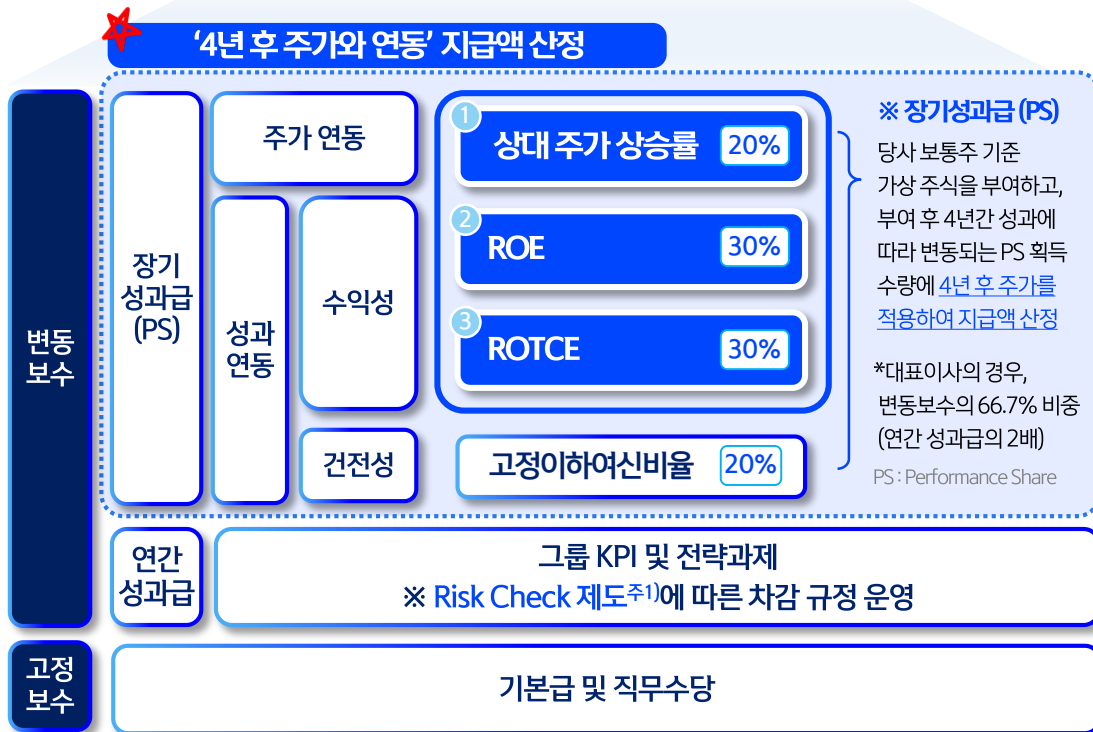 ‘4년 후 주가와 연동’ 지급액 산정
변동
보수
장기
성과급
(PS)
주가 연동
성과
연동
수익성
건전성
1
상대 주가 상승률 20%
2
ROE 30%
3
ROTCE 30%
고정이하여신비율 20%
※ 장기성과급 (PS)
당사 보통주 기준
가상 주식을 부여하고,
부여 후 4년간 성과에
따라 변동되는 PS 획득
수량에 4년 후 주가를
적용하여 지급액 산정
*대표이사의 경우,
변동보수의 66.7% 비중
(연간 성과급의 2배)
PS : Performance Share
연간
성과급
그룹 KPI 및 전략과제
※ Risk Check 제도주1)에 따른 차감 규정 운영
고정
보수
기본급 및 직무수당